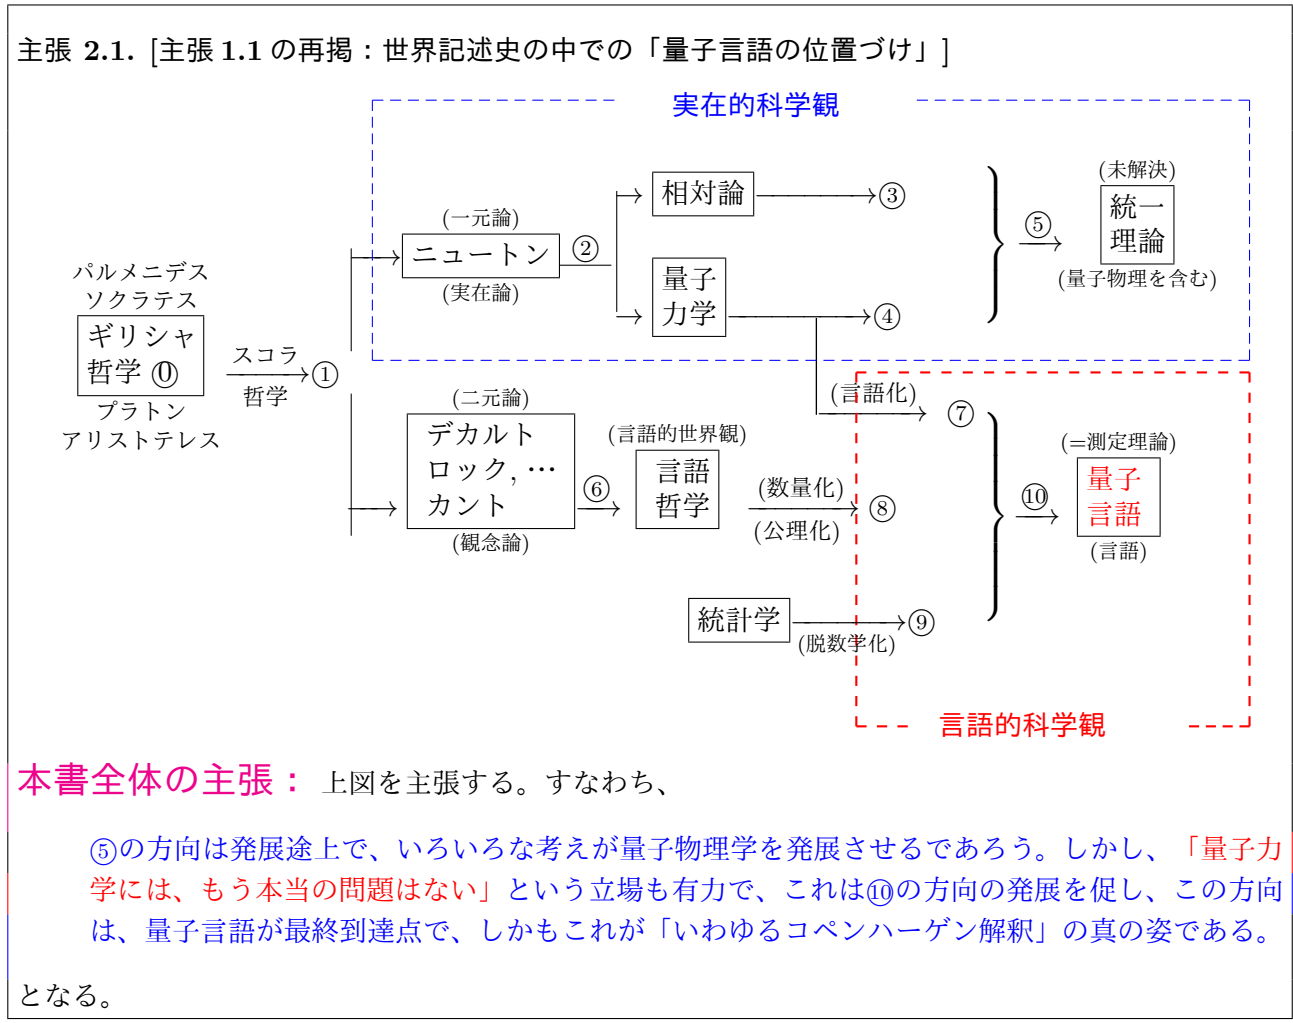 主張 2.1. [主張 1.1 の再掲：世界記述史の中での「量子言語の位置づけ」]
実在的科学観
パルメニデス
ソクラテス
ギリシャ
哲学 ⓪
プラトン
アリストテレス
スコラ
哲学
①
(一元論)
ニュートン
(実在論)
②
相対論
③
量子
力学
④
⑤
(未解決)
統一
理論
(量子物理を含む)
(二元論)
デカルト
ロック, …
カント
(観念論)
⑥
(言語的世界観)
言語
哲学
(言語化)
⑦
(数量化)
(公理化)
⑧
統計学
(脱数学化)
⑨
⑩
(=測定理論)
量子
言語
(言語)
言語的科学観
本書全体の主張： 上図を主張する。すなわち、
⑤の方向は発展途上で、いろいろな考えが量子物理学を発展させるであろう。しかし、「量子力
学には、もう本当の問題はない」という立場も有力で、これは⑩の方向の発展を促し、この方向
は、量子言語が最終到達点で、しかもこれが「いわゆるコペンハーゲン解釈」の真の姿である。
となる。